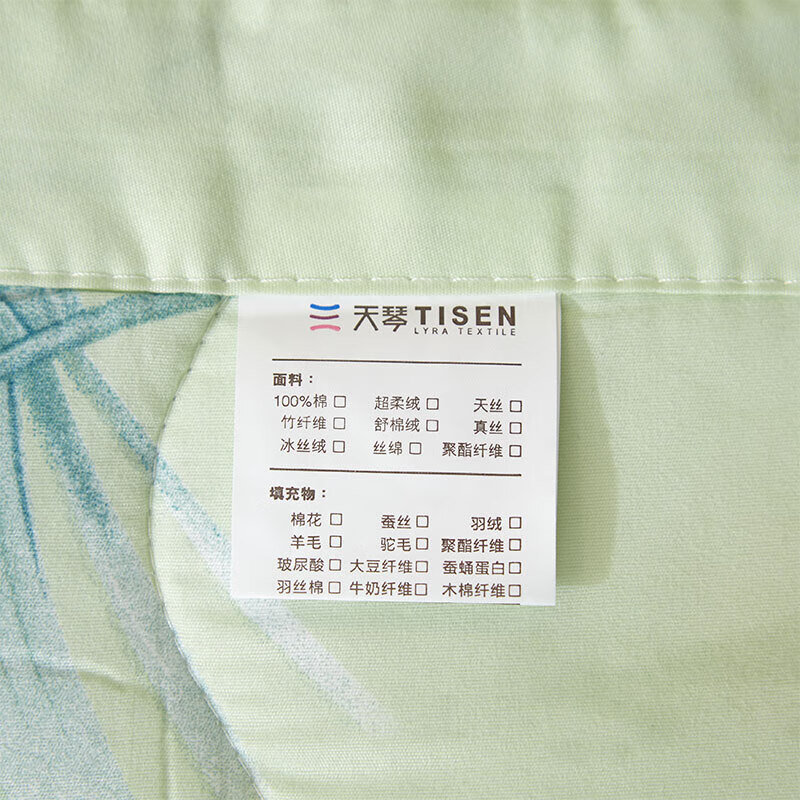 天琴 TISEN
LYRA TEXTILE
面料：
100%棉 □ 超柔绒 □ 天丝 □
竹纤维 □ 舒棉绒 □ 真丝 □
冰丝绒 □ 丝绵 □ 聚酯纤维 □
填充物：
棉花 □ 蚕丝 □ 羽绒 □
羊毛 □ 驼毛 □ 聚酯纤维 □
玻尿酸 □ 大豆纤维 □ 蚕蛹蛋白 □
羽丝棉 □ 牛奶纤维 □ 木棉纤维 □